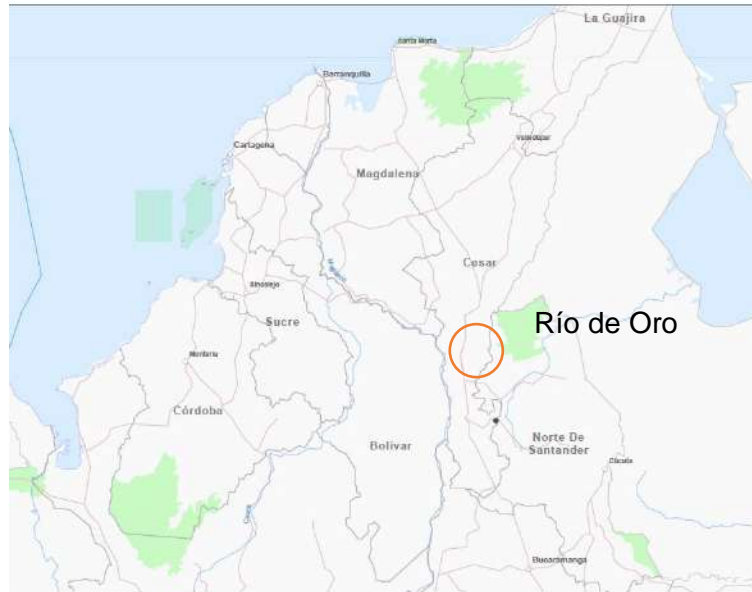 La Guajira
Santa Marta
Barranquilla
Valledupar
Cartagena
Magdalena
Cesar
Sincelejo
Río de Oro
Sucre
Montería
Córdoba
Bolívar
Norte De
Santander
Cúcuta
Cauca
Bucaramanga